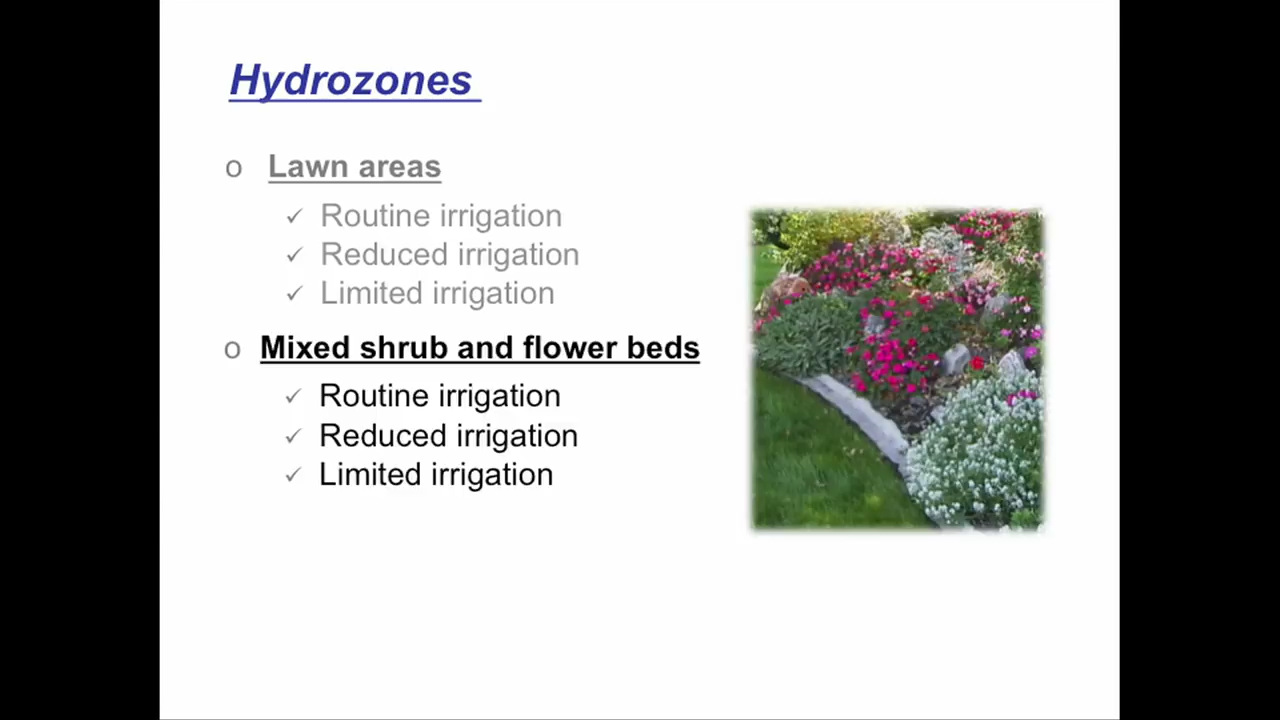 Hydrozones
o Lawn areas
✓ Routine irrigation
✓ Reduced irrigation
✓ Limited irrigation
o Mixed shrub and flower beds
✓ Routine irrigation
✓ Reduced irrigation
✓ Limited irrigation